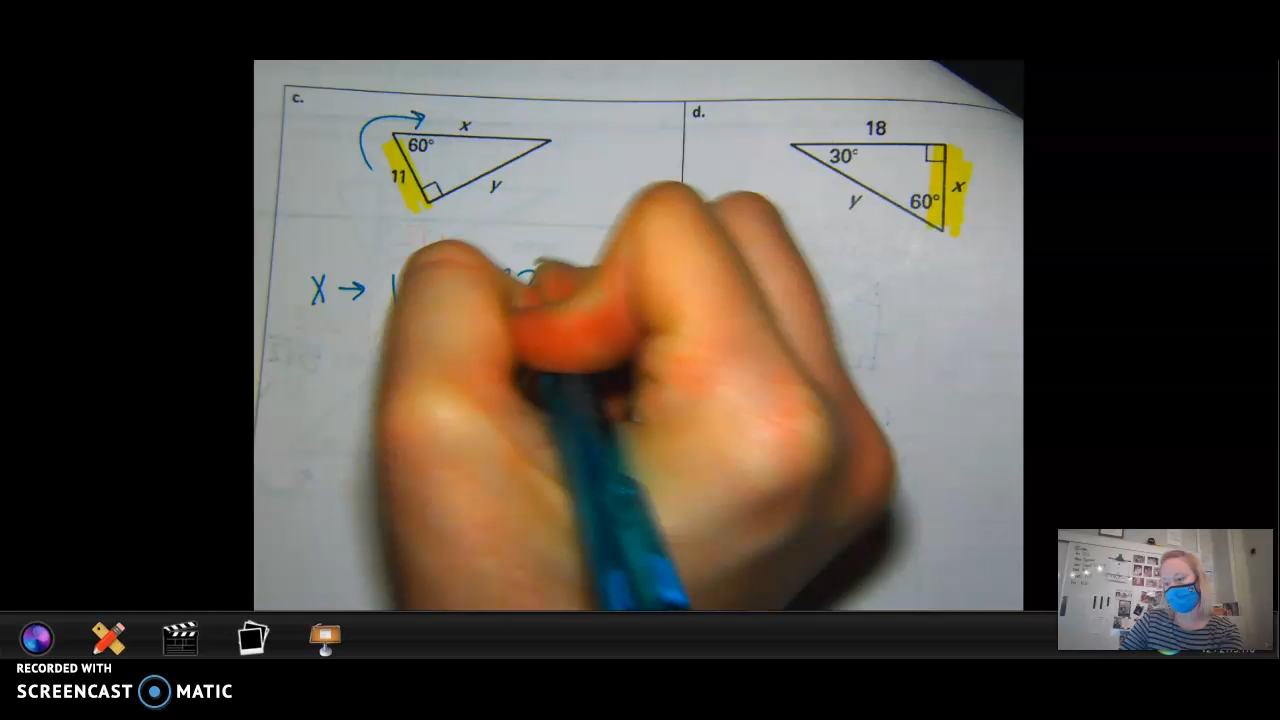 c.
x
60°
11
y
d.
18
30°
x
60°
y
X →
RECORDED WITH
SCREENCAST MATIC